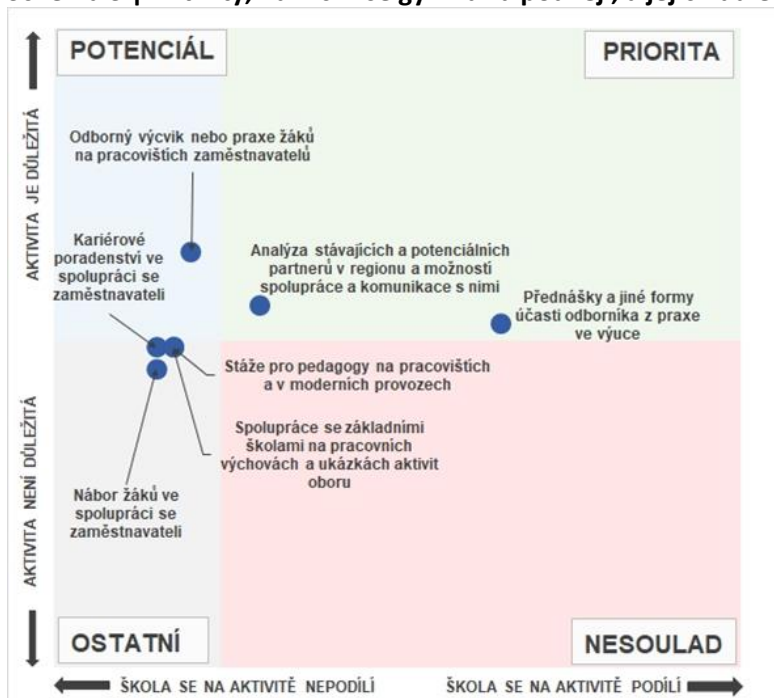 POTENCIÁL
PRIORITA
AKTIVITA JE DŮLEŽITÁ
Odborný výcvik nebo praxe žáků
na pracovištích zaměstnavatelů
Kariérové
poradenství ve
spolupráci se
zaměstnavateli
Analýza stávajících a potenciálních
partnerů v regionu a možností
spolupráce a komunikace s nimi
Přednášky a jiné formy
účasti odborníka z praxe
ve výuce
Stáže pro pedagogy na pracovištích
a v moderních provozech
Spolupráce se základními
školami na pracovních
výchovách a ukázkách aktivit
oboru
Nábor žáků ve
spolupráci se
zaměstnavateli
AKTIVITA NENÍ DŮLEŽITÁ
OSTATNÍ
NESOULAD
ŠKOLA SE NA AKTIVITĚ NEPODÍLÍ
ŠKOLA SE NA AKTIVITĚ PODÍLÍ